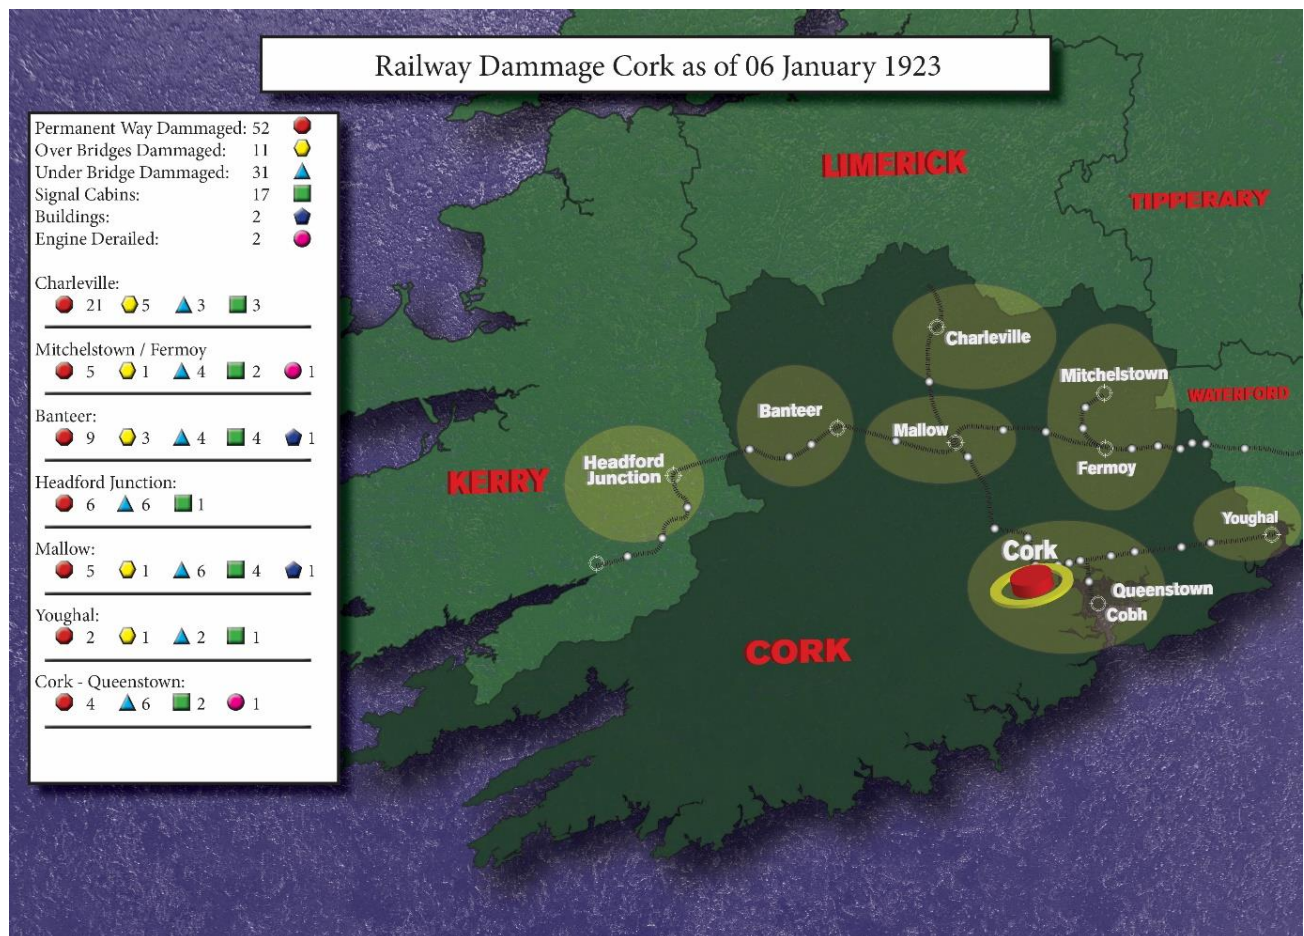 Railway Dammage Cork as of 06 January 1923
Permanent Way Dammaged: 52
Over Bridges Dammaged: 11
Under Bridge Dammaged: 31
Signal Cabins: 17
Buildings: 2
Engine Derailed: 2
Charleville:
21 5 3 3
Mitchelstown / Fermoy
5 1 4 2 1
Banteer:
9 3 4 4 1
Headford Junction:
6 6 1
Mallow:
5 1 6 4 1
Youghal:
2 1 2 1
Cork - Queenstown:
4 6 2 1
LIMERICK
TIPPERARY
Charleville
Mitchelstown
WATERFORD
Banteer
Mallow
Headford
Junction
Fermoy
KERRY
Youghal
Cork
Queenstown
Cobh
CORK